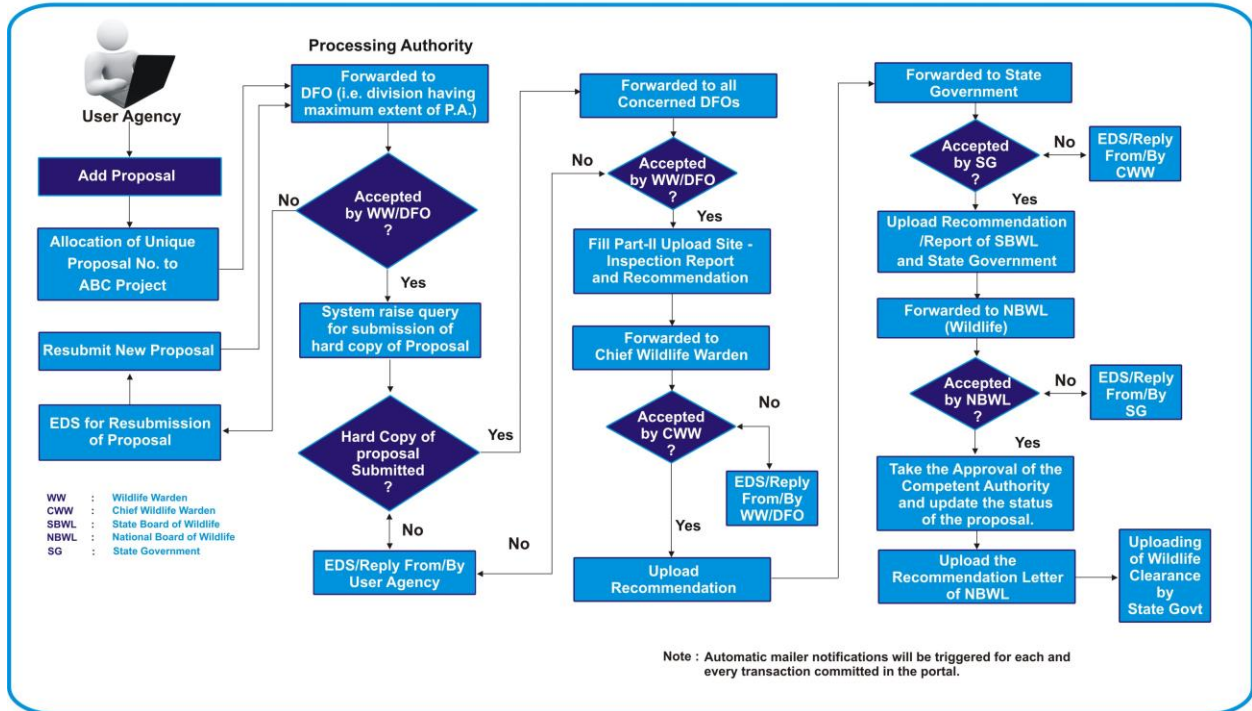 User Agency
Add Proposal
Allocation of Unique
Proposal No. to
ABC Project
Resubmit New Proposal
EDS for Resubmission
of Proposal
WW : Wildlife Warden
CWW : Chief Wildlife Warden
SBWL : State Board of Wildlife
NBWL : National Board of Wildlife
SG : State Government
Processing Authority
Forwarded to
DFO (i.e. division having
maximum extent of P.A.)
No
Accepted
by WW/DFO
?
Yes
System raise query
for submission of
hard copy of Proposal
Hard Copy of
proposal
Submitted
?
Yes
No
EDS/Reply From/By
User Agency
Forwarded to all
Concerned DFOs
No
Accepted
by WW/DFO
?
Yes
No
Fill Part-II Upload Site -
Inspection Report
and Recommendation
Forwarded to
Chief Wildlife Warden
Accepted
by CWW
?
No
EDS/Reply
From/By
WW/DFO
Yes
Upload
Recommendation
Forwarded to State
Government
Accepted
by SG
?
No
EDS/Reply
From/By
CWW
Yes
Upload Recommendation
/Report of SBWL
and State Government
Forwarded to NBWL
(Wildlife)
Accepted
by NBWL
?
No
EDS/Reply
From/By
SG
Yes
Take the Approval of the
Competent Authority
and update the status
of the proposal.
Upload the
Recommendation Letter
of NBWL
Uploading
of Wildlife
Clearance
by
State Govt
Note : Automatic mailer notifications will be triggered for each and
every transaction committed in the portal.